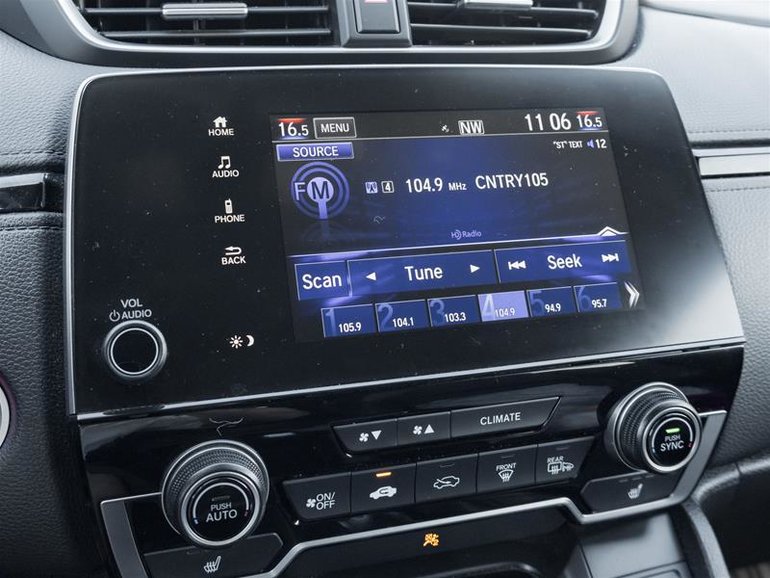 16.5 MENU NW 11 06 16.5
SOURCE "ST" TEXT 12
FM 4 104.9 MHz CNTRY105
HD Radio
Scan Tune Seek
1 105.9 2 104.1 3 103.3 4 104.9 5 94.9 6 95.7
HOME
AUDIO
PHONE
BACK
VOL
AUDIO
CLIMATE
PUSH
SYNC
ON/
OFF
FRONT
REAR
PUSH
AUTO